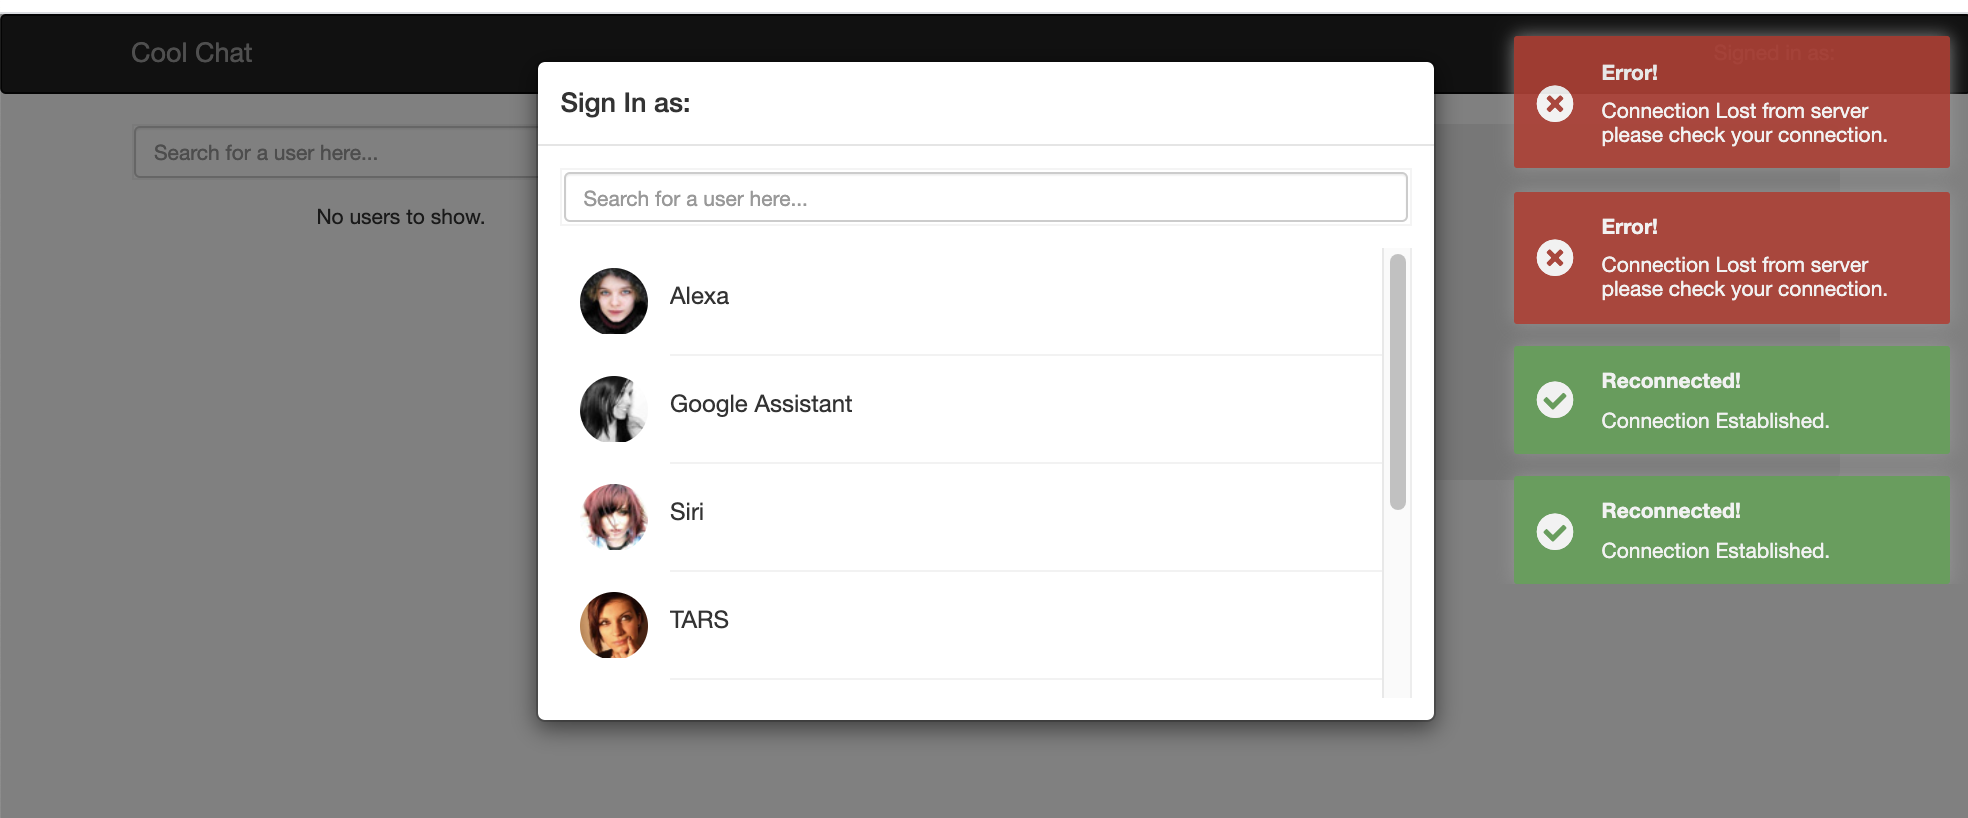 Cool Chat
Signed in as:
Search for a user here...
No users to show.
Sign In as:
Search for a user here...
Alexa
Google Assistant
Siri
TARS
Error!
Connection Lost from server
please check your connection.
Error!
Connection Lost from server
please check your connection.
Reconnected!
Connection Established.
Reconnected!
Connection Established.